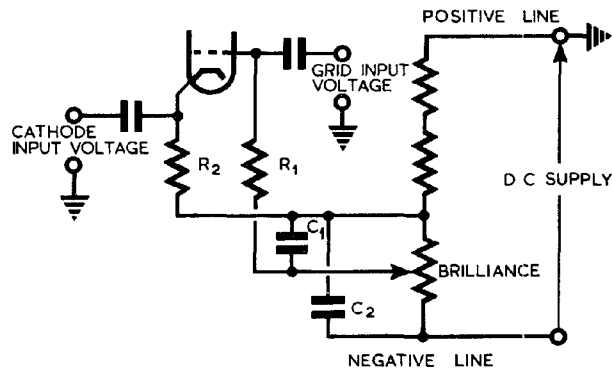 POSITIVE LINE
GRID INPUT
VOLTAGE
CATHODE
INPUT VOLTAGE
R2
R1
D C SUPPLY
C1
BRILLIANCE
C2
NEGATIVE LINE